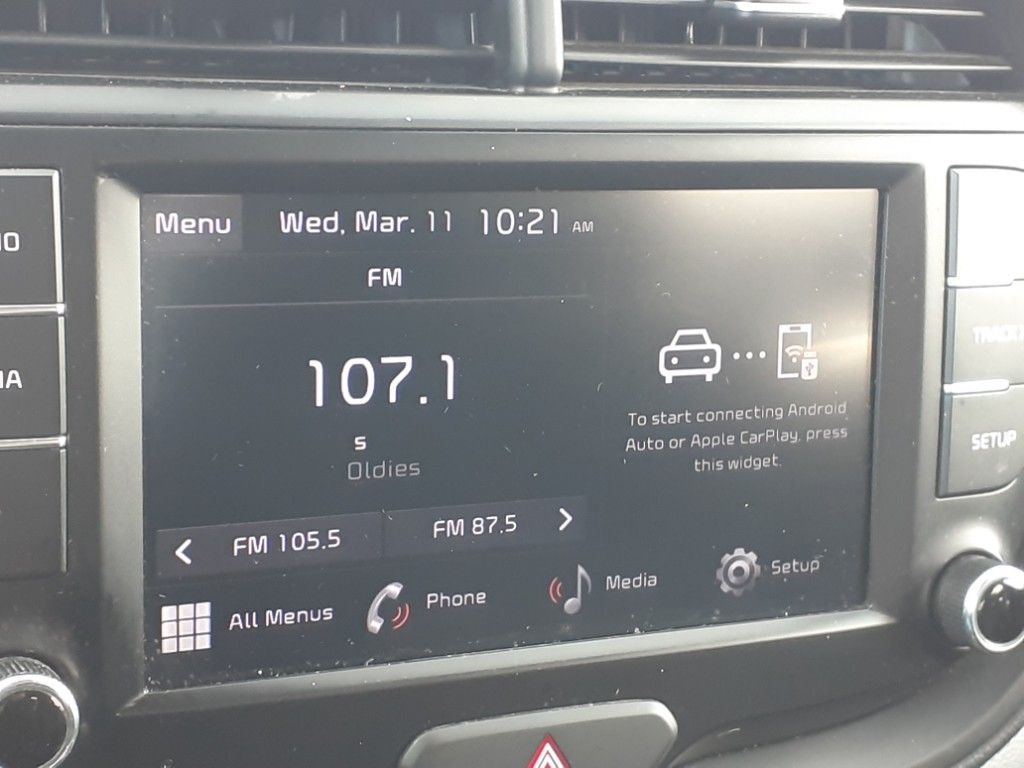 Menu
Wed, Mar. 11 10:21 AM
FM
107.1
S
Oldies
To start connecting Android
Auto or Apple CarPlay, press
this widget.
FM 105.5
FM 87.5
All Menus
Phone
Media
Setup
SETUP